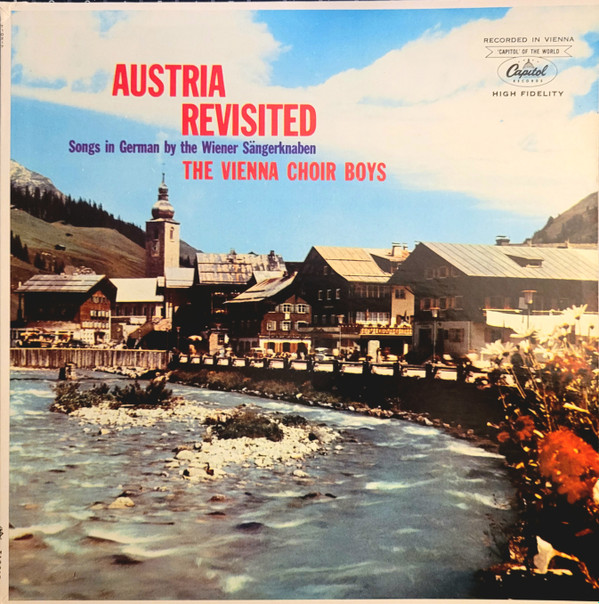 RECORDED IN VIENNA
'CAPITOL' OF THE WORLD
Capitol
RECORDS
HIGH FIDELITY
AUSTRIA
REVISITED
Songs in German by the Wiener Sängerknaben
THE VIENNA CHOIR BOYS